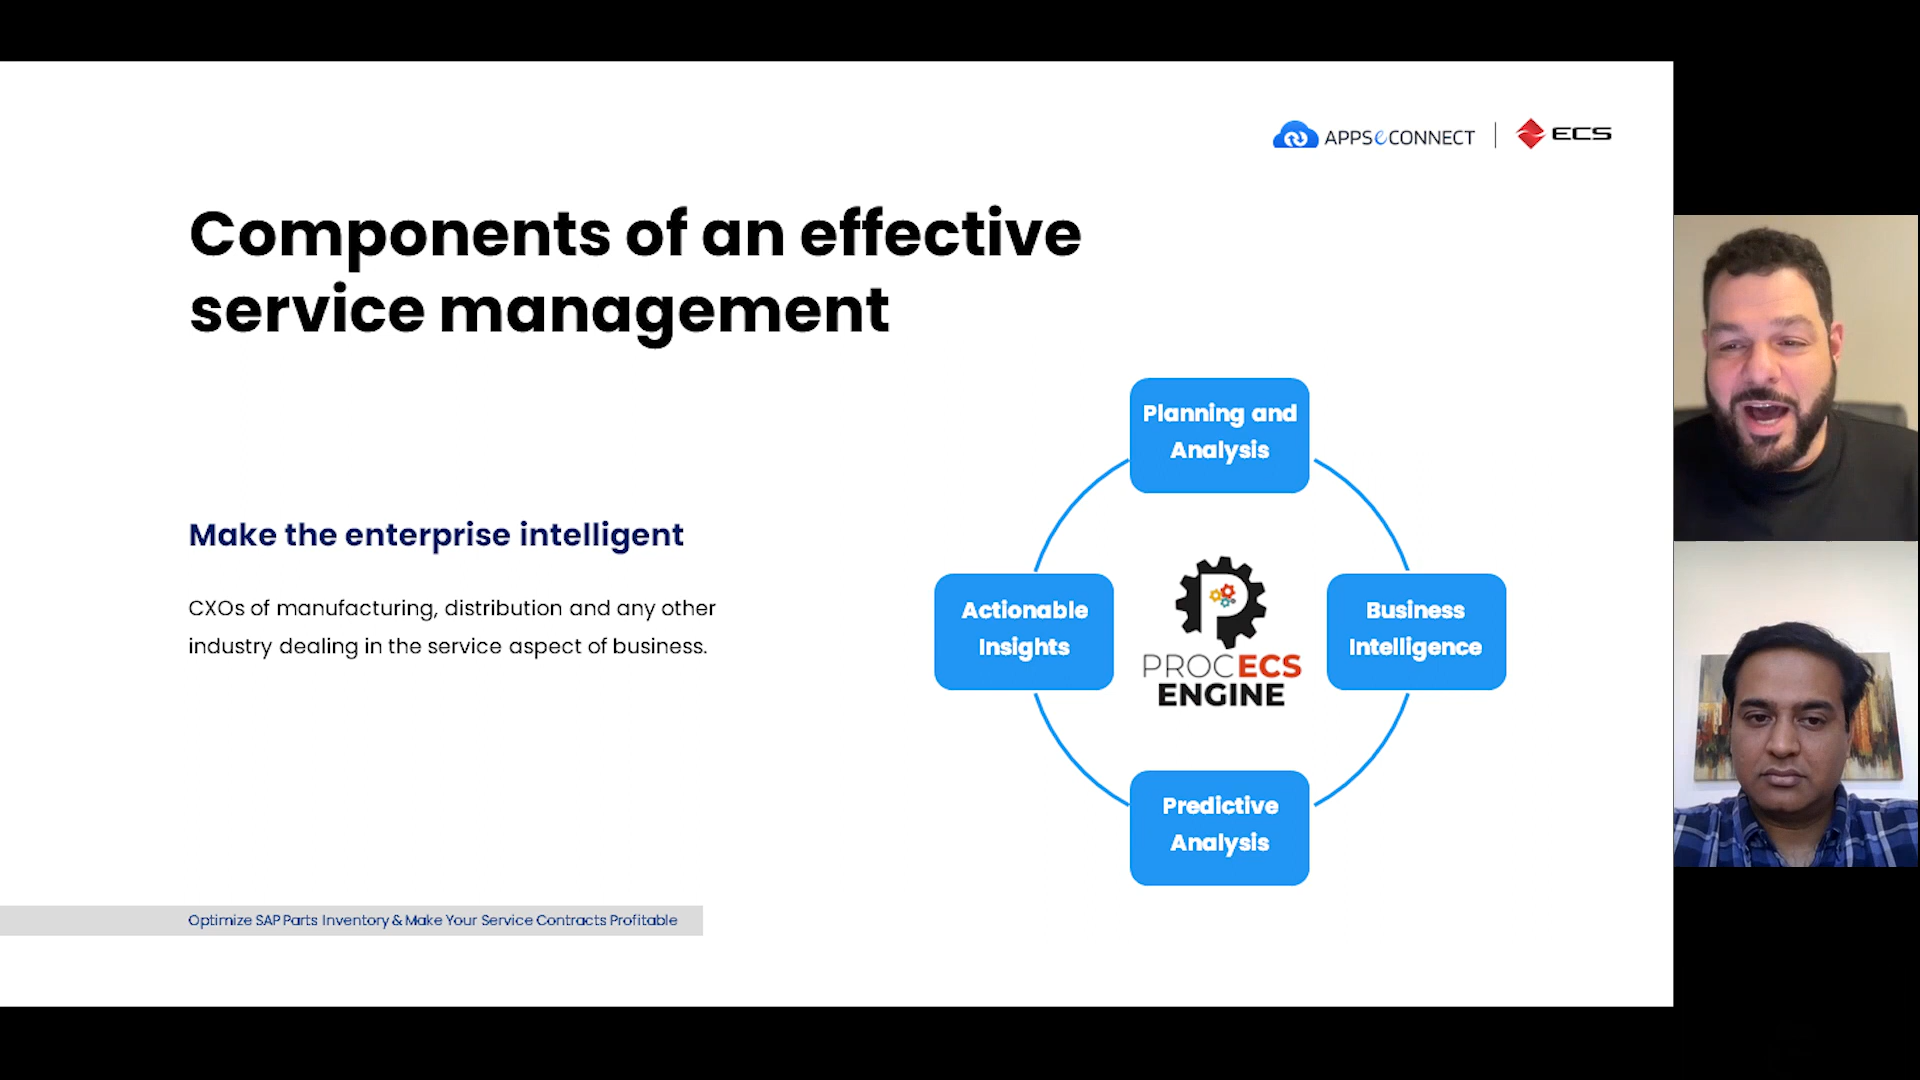 APPSeCONNECT | ECS
Components of an effective
service management
Make the enterprise intelligent
CXOs of manufacturing, distribution and any other
industry dealing in the service aspect of business.
Planning and
Analysis
Actionable
Insights
PROCECS
ENGINE
Business
Intelligence
Predictive
Analysis
Optimize SAP Parts Inventory & Make Your Service Contracts Profitable